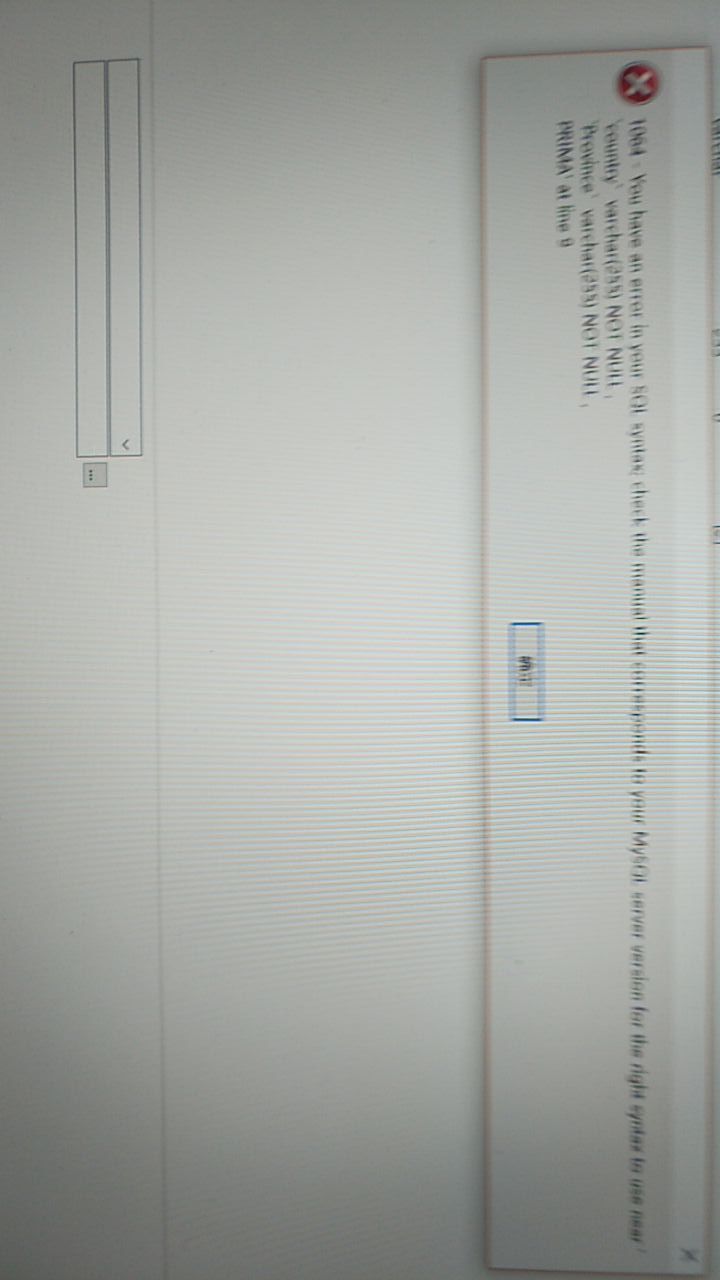 1064 - You have an error in your SQL syntax; check the manual that corresponds to your MySQL server version for the right syntax to use near '
`country` varchar(255) NOT NULL ,
`Province` varchar(255) NOT NULL ,
PRIMA' at line 9
确定